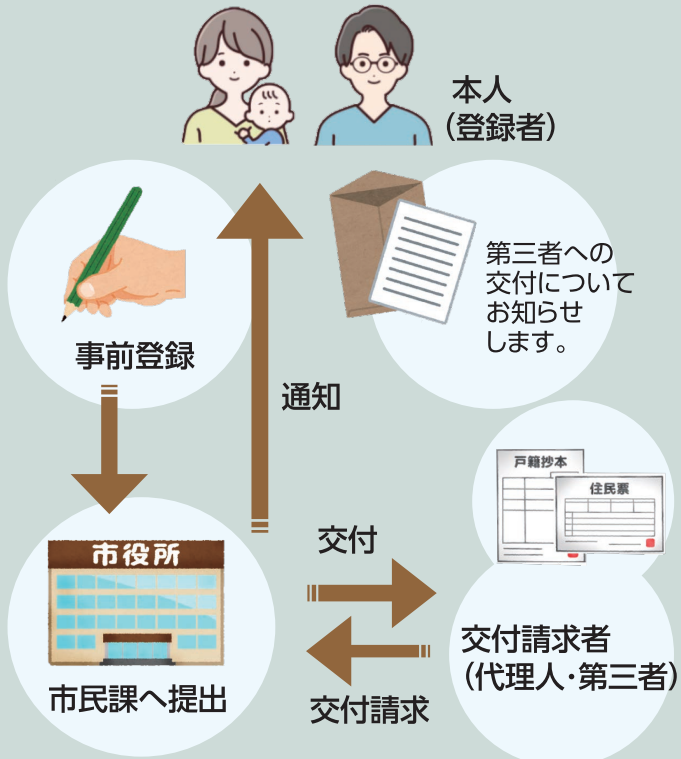 本人
(登録者)
第三者への
交付について
お知らせ
します。
事前登録
通知
戸籍抄本
住民票
市役所
交付
交付請求者
(代理人・第三者)
市民課へ提出
交付請求